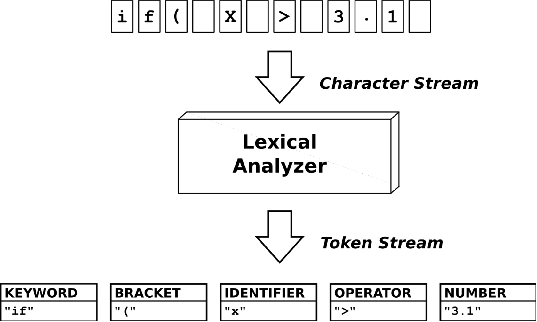 i f ( X > 3 . 1
Character Stream
Lexical
Analyzer
Token Stream
KEYWORD BRACKET IDENTIFIER OPERATOR NUMBER
"if" "(" "x" ">" "3.1"